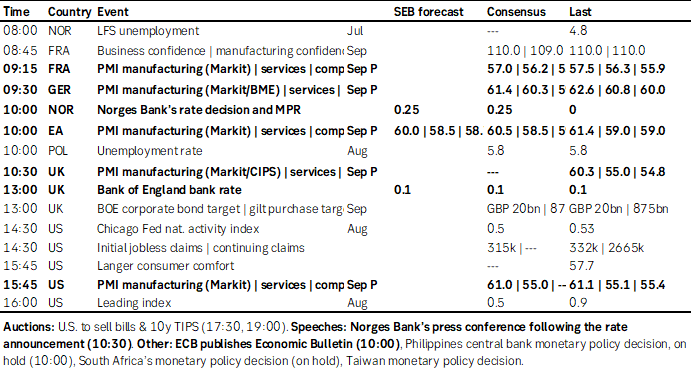 Time Country Event SEB forecast Consensus Last
08:00 NOR LFS unemployment Jul --- 4.8
08:45 FRA Business confidence | manufacturing confidenc Sep 110.0 | 109.0 110.0 | 110.0
09:15 FRA PMI manufacturing (Markit) | services | comp Sep P 57.0 | 56.2 | 5 57.5 | 56.3 | 55.9
09:30 GER PMI manufacturing (Markit/BME) | services | Sep P 61.4 | 60.3 | 5 62.6 | 60.8 | 60.0
10:00 NOR Norges Bank's rate decision and MPR 0.25 0.25 0
10:00 EA PMI manufacturing (Markit) | services | comp Sep P 60.0 | 58.5 | 58. 60.5 | 58.5 | 5 61.4 | 59.0 | 59.0
10:00 POL Unemployment rate Aug 5.8 5.8
10:30 UK PMI manufacturing (Markit/CIPS) | services | Sep P --- 60.3 | 55.0 | 54.8
13:00 UK Bank of England bank rate 0.1 0.1 0.1
13:00 UK BOE corporate bond target | gilt purchase targ Sep GBP 20bn | 87 GBP 20bn | 875bn
14:30 US Chicago Fed nat. activity index Aug 0.5 0.53
14:30 US Initial jobless claims | continuing claims 315k | --- 332k | 2665k
15:45 US Langer consumer comfort --- 57.7
15:45 US PMI manufacturing (Markit) | services | comp Sep P 61.0 | 55.0 | -- 61.1 | 55.1 | 55.4
16:00 US Leading index Aug 0.5 0.9
Auctions: U.S. to sell bills & 10y TIPS (17:30, 19:00). Speeches: Norges Bank's press conference following the rate
announcement (10:30). Other: ECB publishes Economic Bulletin (10:00), Philippines central bank monetary policy decision, on
hold (10:00), South Africa's monetary policy decision (on hold), Taiwan monetary policy decision.